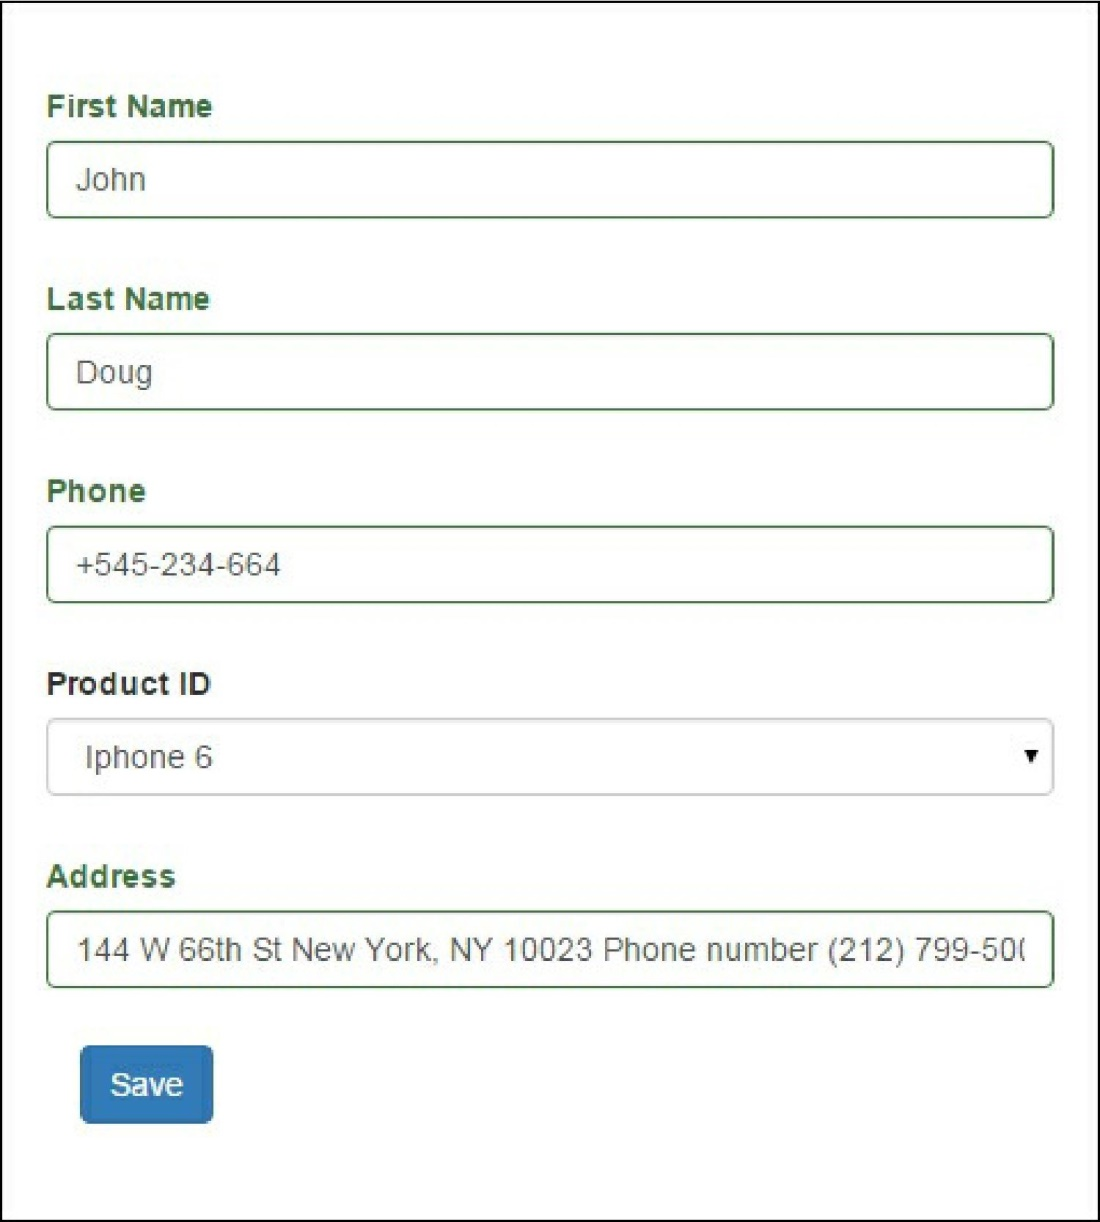 First Name
John
Last Name
Doug
Phone
+545-234-664
Product ID
Iphone 6
Address
144 W 66th St New York, NY 10023 Phone number (212) 799-50
Save